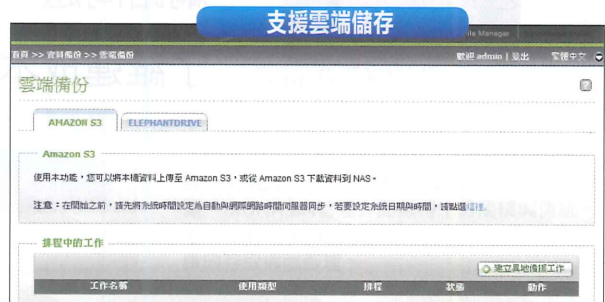 支援雲端儲存
File Manager
首頁 >> 資料備份 >> 雲端備份
歡迎 admin | 登出 繁體中文
雲端備份
AMAZON S3
ELEPHANTDRIVE
Amazon S3
使用本功能，您可以將本機資料上傳至 Amazon S3，或從 Amazon S3 下載資料到 NAS。
注意：在開始之前，請先將系統時間設定為自動與網際網路時間伺服器同步，若要設定系統日期與時間，請點選這裡。
排程中的工作
建立異地備援工作
工作名稱 使用類型 排程 狀態 動作